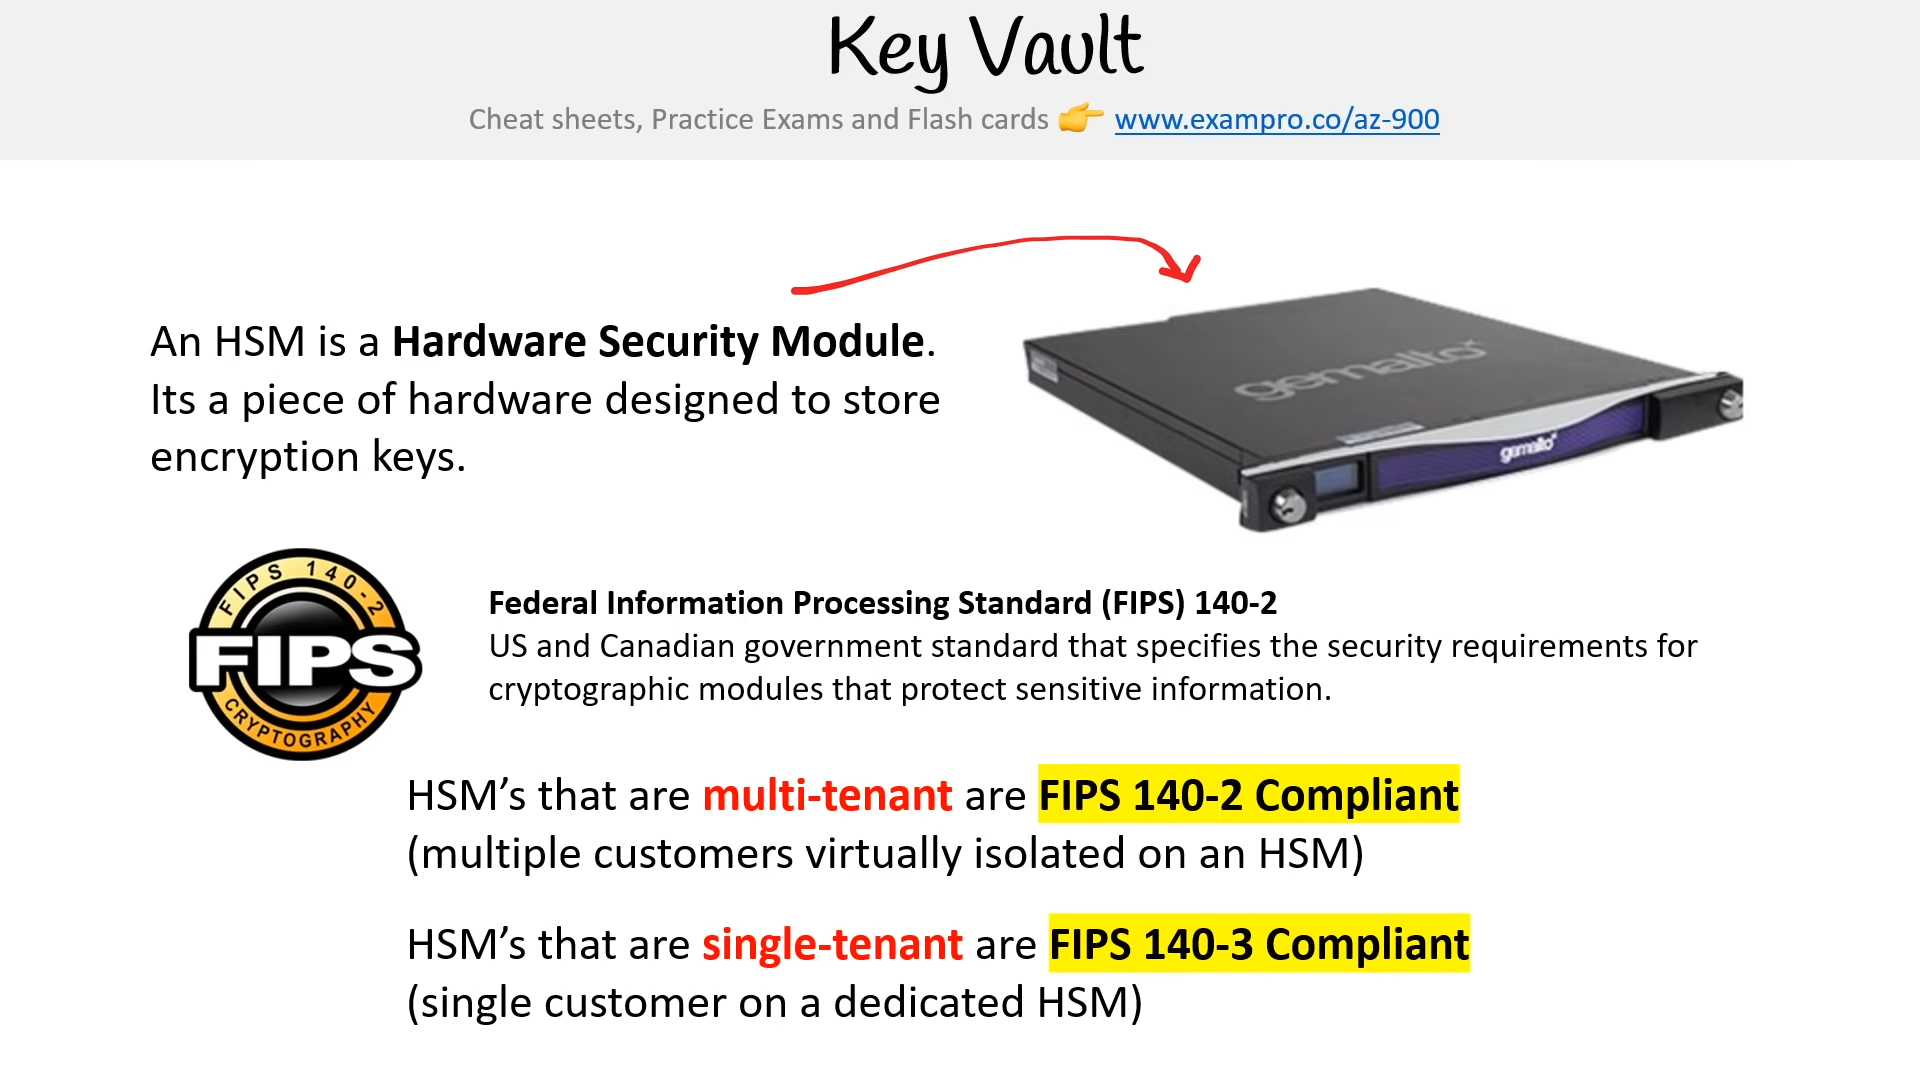 Key Vault
Cheat sheets, Practice Exams and Flash cards 👉 www.exampro.co/az-900
An HSM is a Hardware Security Module.
Its a piece of hardware designed to store
encryption keys.
gemalto
gemalto
FIPS 140-2
FIPS
CRYPTOGRAPHY
Federal Information Processing Standard (FIPS) 140-2
US and Canadian government standard that specifies the security requirements for
cryptographic modules that protect sensitive information.
HSM’s that are multi-tenant are FIPS 140-2 Compliant
(multiple customers virtually isolated on an HSM)
HSM’s that are single-tenant are FIPS 140-3 Compliant
(single customer on a dedicated HSM)